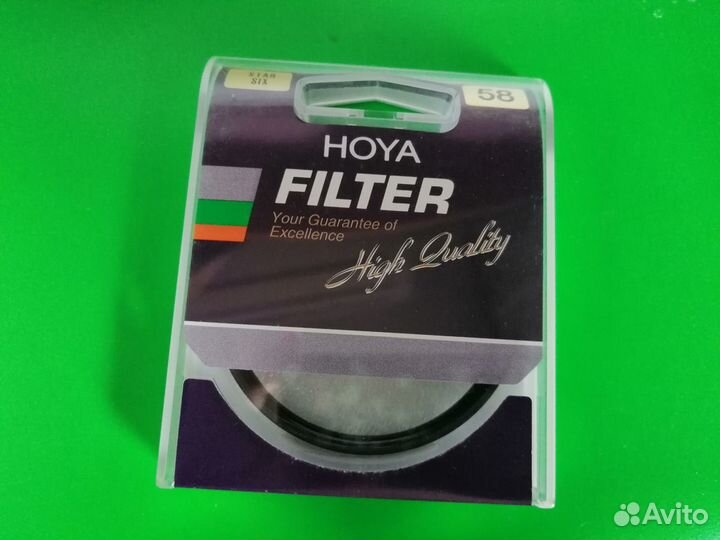 STAR
SIX
58
HOYA
FILTER
Your Guarantee of
Excellence
High Quality
Avito